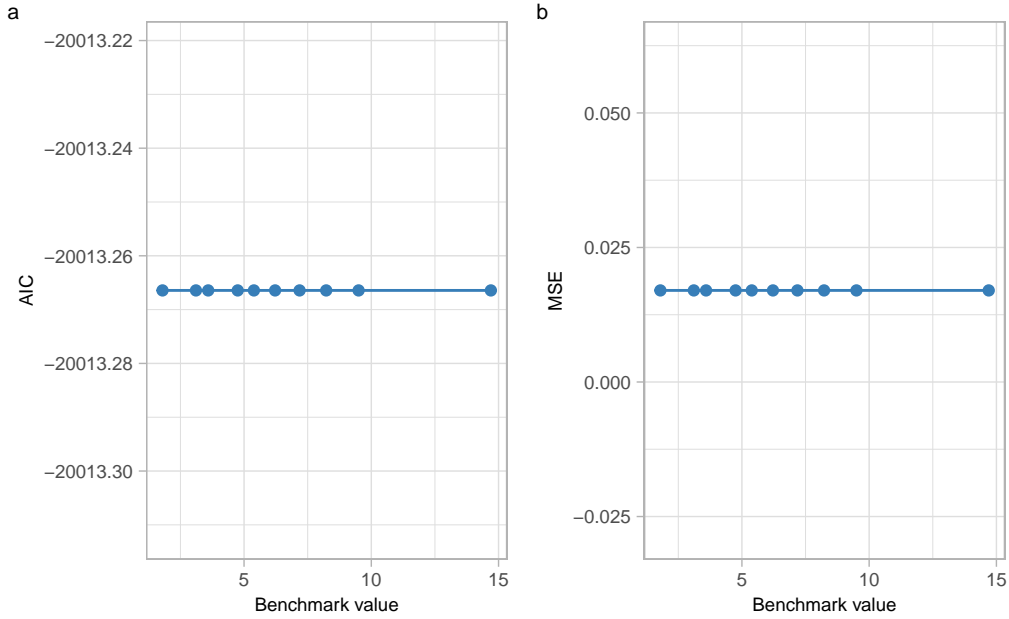 a
−20013.22
−20013.24
−20013.26
−20013.28
−20013.30
AIC
5 10 15
Benchmark value
b
0.050
0.025
0.000
−0.025
MSE
5 10 15
Benchmark value